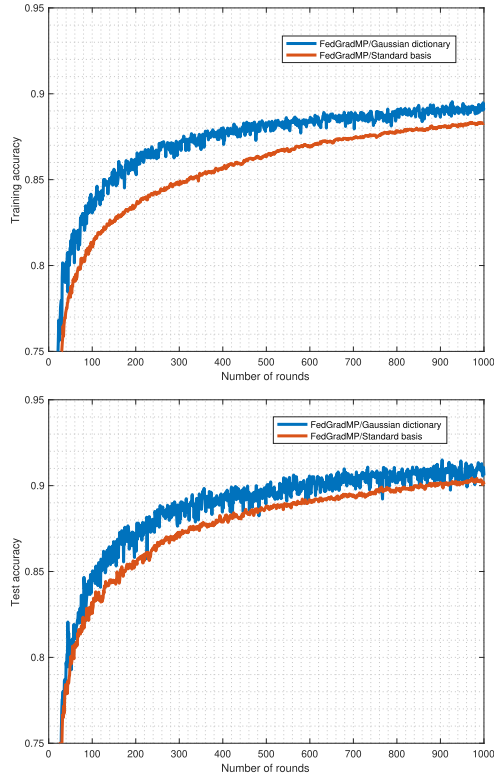 0.95
FedGradMP/Gaussian dictionary
FedGradMP/Standard basis
0.9
Training accuracy
0.85
0.8
0.75
0 100 200 300 400 500 600 700 800 900 1000
Number of rounds
0.95
FedGradMP/Gaussian dictionary
FedGradMP/Standard basis
0.9
Test accuracy
0.85
0.8
0.75
0 100 200 300 400 500 600 700 800 900 1000
Number of rounds